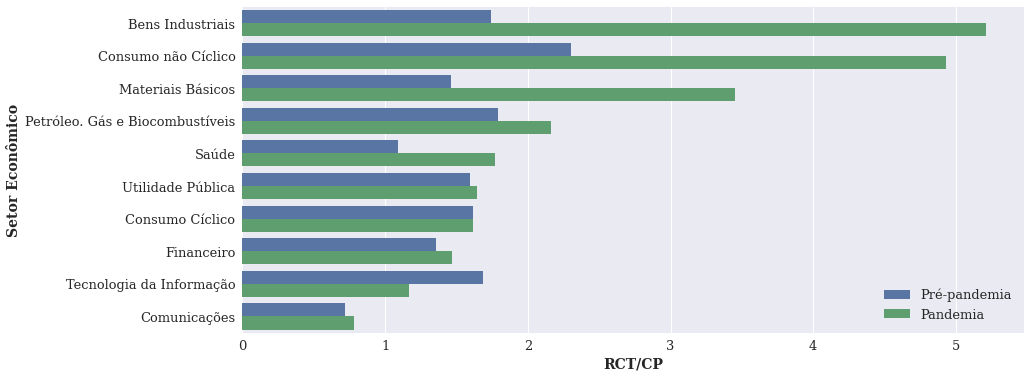 Setor Econômico
Bens Industriais
Consumo não Cíclico
Materiais Básicos
Petróleo. Gás e Biocombustíveis
Saúde
Utilidade Pública
Consumo Cíclico
Financeiro
Tecnologia da Informação
Comunicações
Pré-pandemia
Pandemia
0 1 2 3 4 5
RCT/CP